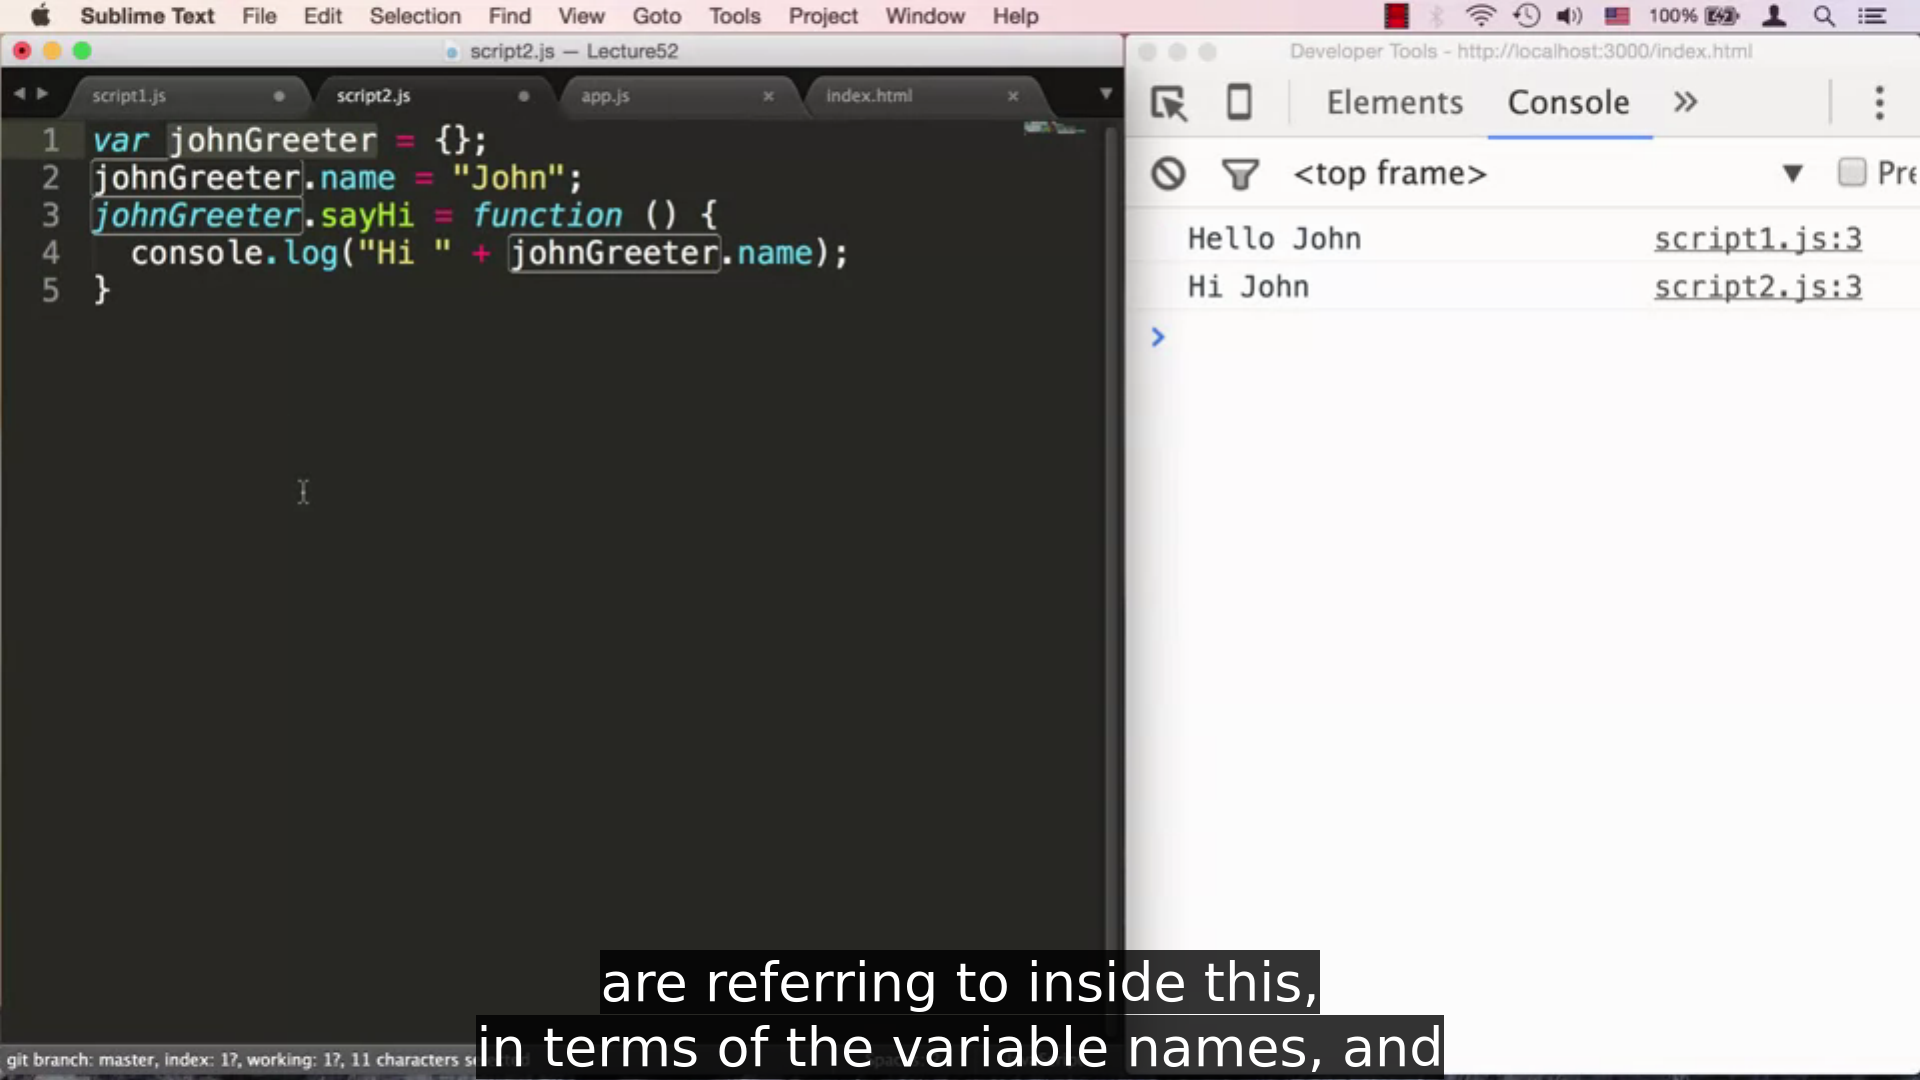 Sublime Text File Edit Selection Find View Goto Tools Project Window Help 100%
script2.js — Lecture52
script1.js script2.js app.js index.html
1 var johnGreeter = {};
2 johnGreeter.name = "John";
3 johnGreeter.sayHi = function () {
4 console.log("Hi " + johnGreeter.name);
5 }
Developer Tools - http://localhost:3000/index.html
Elements Console »
<top frame> Pre
Hello John script1.js:3
Hi John script2.js:3
are referring to inside this,
in terms of the variable names, and
git branch: master, index: 1?, working: 1?, 11 characters